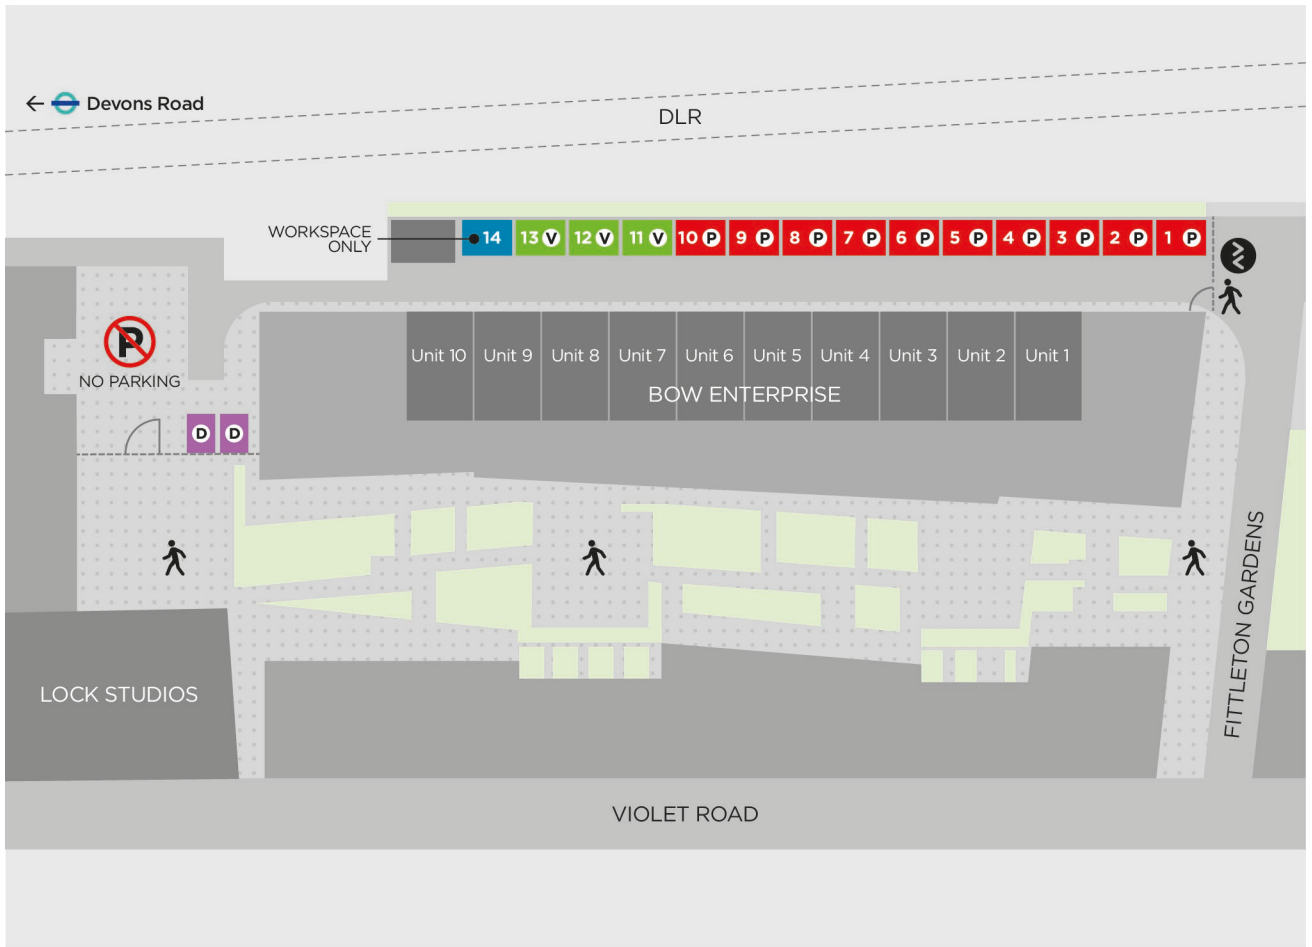 ← Devons Road
DLR
WORKSPACE
ONLY
14 13 V 12 V 11 V 10 P 9 P 8 P 7 P 6 P 5 P 4 P 3 P 2 P 1 P
P
NO PARKING
Unit 10 Unit 9 Unit 8 Unit 7 Unit 6 Unit 5 Unit 4 Unit 3 Unit 2 Unit 1
BOW ENTERPRISE
D D
FITTLETON GARDENS
LOCK STUDIOS
VIOLET ROAD